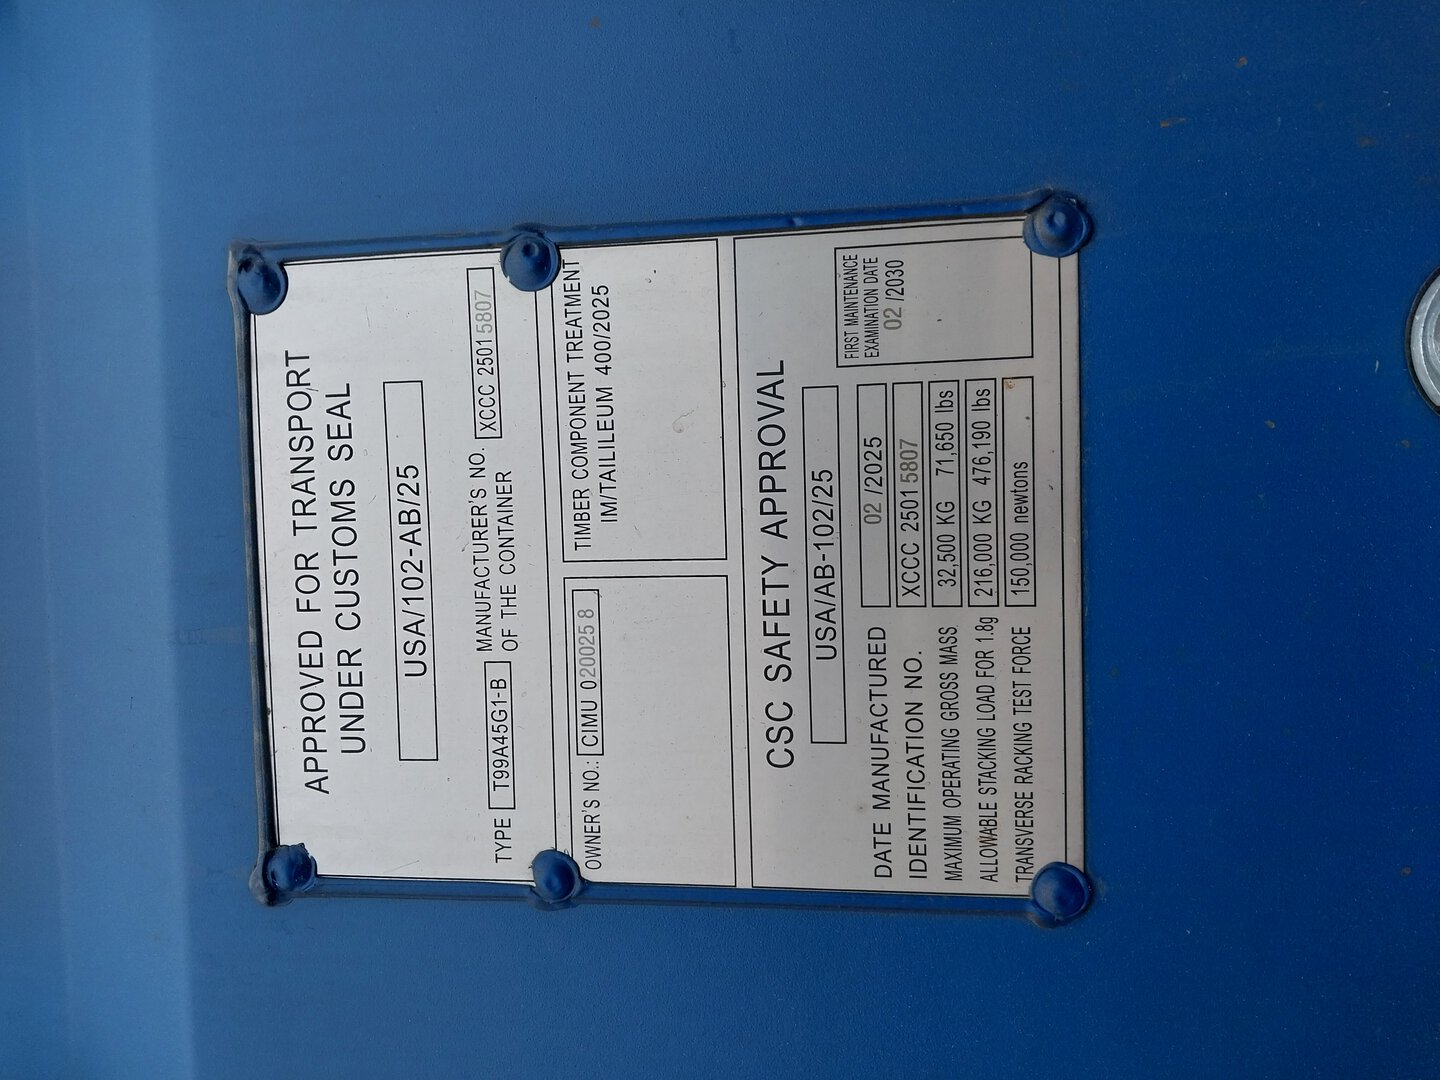 APPROVED FOR TRANSPORT
UNDER CUSTOMS SEAL
USA/102-AB/25
TYPE T99A45G1-B MANUFACTURER'S NO. OF THE CONTAINER XCCC 25015807
OWNER'S NO.: CIMU 020025 8
TIMBER COMPONENT TREATMENT
IM/TAILILEUM 400/2025
CSC SAFETY APPROVAL
USA/AB-102/25
DATE MANUFACTURED 02 /2025
IDENTIFICATION NO. XCCC 25015807
MAXIMUM OPERATING GROSS MASS 32,500 KG 71,650 lbs
ALLOWABLE STACKING LOAD FOR 1.8g 216,000 KG 476,190 lbs
TRANSVERSE RACKING TEST FORCE 150,000 newtons
FIRST MAINTENANCE
EXAMINATION DATE
02 /2030